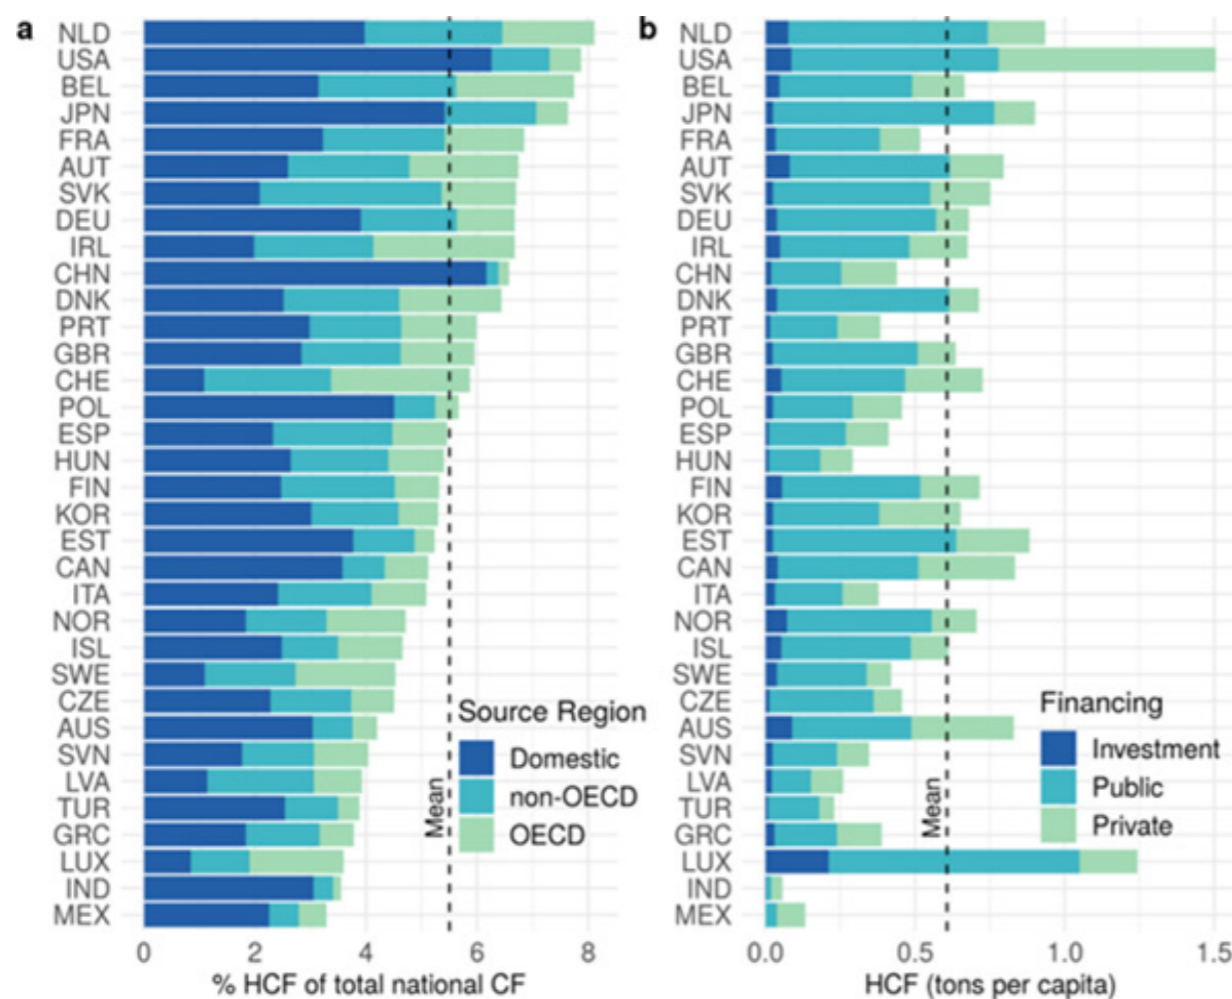 a
NLD
USA
BEL
JPN
FRA
AUT
SVK
DEU
IRL
CHN
DNK
PRT
GBR
CHE
POL
ESP
HUN
FIN
KOR
EST
CAN
ITA
NOR
ISL
SWE
CZE
AUS
SVN
LVA
TUR
GRC
LUX
IND
MEX
Mean
Source Region
Domestic
non-OECD
OECD
0 2 4 6 8
% HCF of total national CF
b
NLD
USA
BEL
JPN
FRA
AUT
SVK
DEU
IRL
CHN
DNK
PRT
GBR
CHE
POL
ESP
HUN
FIN
KOR
EST
CAN
ITA
NOR
ISL
SWE
CZE
AUS
SVN
LVA
TUR
GRC
LUX
IND
MEX
Mean
Financing
Investment
Public
Private
0.0 0.5 1.0 1.5
HCF (tons per capita)